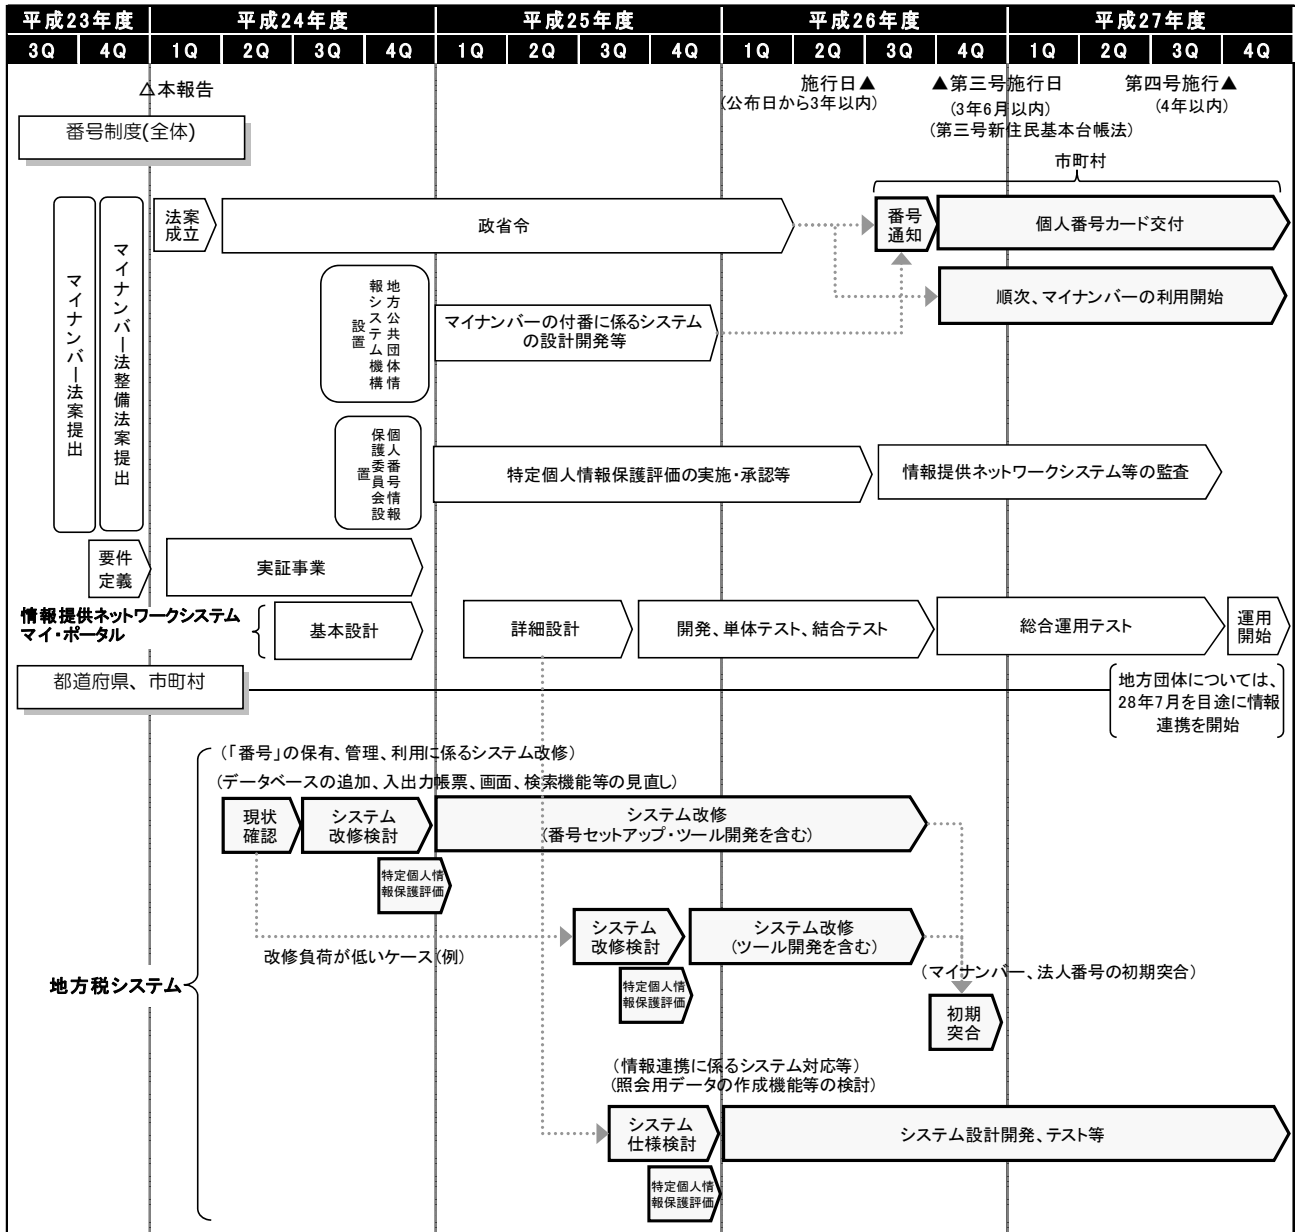 平成23年度 平成24年度 平成25年度 平成26年度 平成27年度
3Q 4Q 1Q 2Q 3Q 4Q 1Q 2Q 3Q 4Q 1Q 2Q 3Q 4Q 1Q 2Q 3Q 4Q
△本報告
施行日▲
(公布日から3年以内)
▲第三号施行日
(3年6月以内)
(第三号新住民基本台帳法)
第四号施行▲
(4年以内)
番号制度(全体)
市町村
マイナンバー法案提出
マイナンバー法整備法案提出
法案
成立
政省令
番号
通知
個人番号カード交付
順次、マイナンバーの利用開始
地方公共団体情
報システム機構
設置
マイナンバーの付番に係るシステム
の設計開発等
個人番号情報
保護委員会設
置
特定個人情報保護評価の実施・承認等
情報提供ネットワークシステム等の監査
要件
定義
実証事業
情報提供ネットワークシステム
マイ・ポータル
基本設計
詳細設計
開発、単体テスト、結合テスト
総合運用テスト
運用
開始
都道府県、市町村
地方団体については、
28年7月を目途に情報
連携を開始
(「番号」の保有、管理、利用に係るシステム改修)
(データベースの追加、入出力帳票、画面、検索機能等の見直し)
現状
確認
システム
改修検討
システム改修
(番号セットアップ・ツール開発を含む)
特定個人情
報保護評価
システム
改修検討
システム改修
(ツール開発を含む)
改修負荷が低いケース(例)
特定個人情
報保護評価
(マイナンバー、法人番号の初期突合)
地方税システム
初期
突合
(情報連携に係るシステム対応等)
(照会用データの作成機能等の検討)
システム
仕様検討
システム設計開発、テスト等
特定個人情
報保護評価